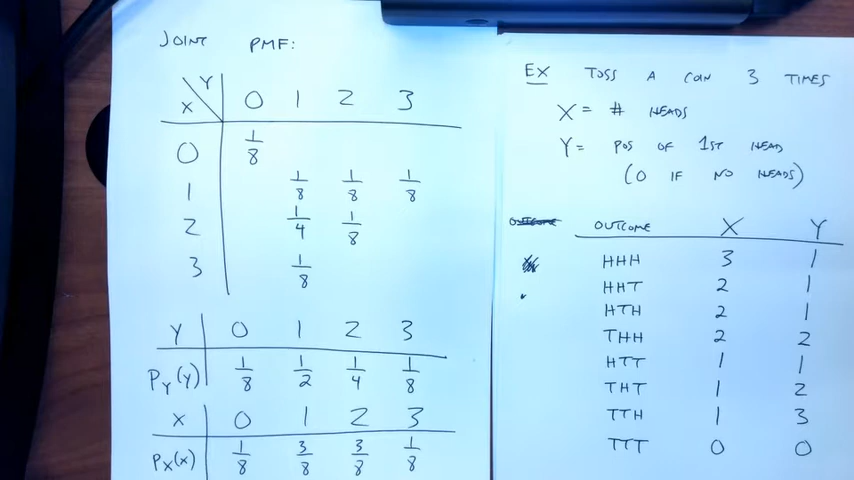 JOINT PMF:
Y
X 0 1 2 3
0 1/8
1 1/8 1/8 1/8
2 1/4 1/8
3 1/8
Y 0 1 2 3
PY(y) 1/8 1/2 1/4 1/8
X 0 1 2 3
PX(x) 1/8 3/8 3/8 1/8
EX TOSS A COIN 3 TIMES
X = # HEADS
Y = POS OF 1ST HEAD
(0 IF NO HEADS)
OUTCOME X Y
HHH 3 1
HHT 2 1
HTH 2 1
THH 2 2
HTT 1 1
THT 1 2
TTH 1 3
TTT 0 0